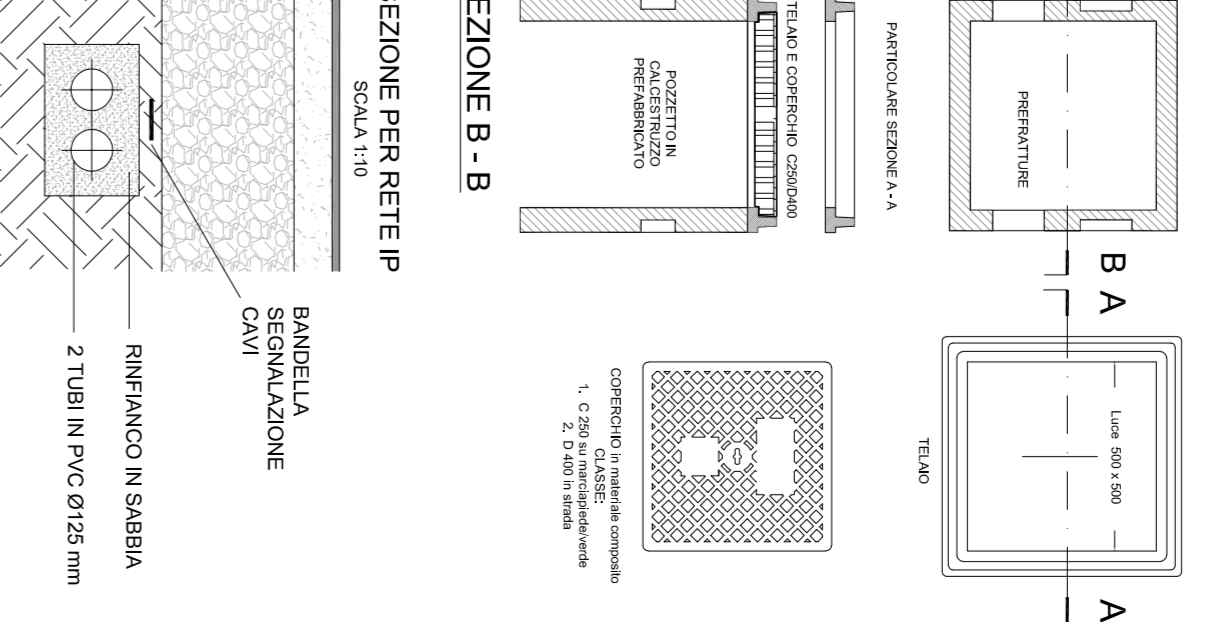 PREFRATTURE
B A
Luce 500 x 500
A
TELAIO
PARTICOLARE SEZIONE A - A
TELAIO E COPERCHIO C250/D400
POZZETTO IN
CALCESTRUZZO
PREFABBRICATO
COPERCHIO in materiale composito
CLASSE:
1. C 250 su marciapiede/verde
2. D 400 in strada
EZIONE B - B
SEZIONE PER RETE IP
SCALA 1:10
BANDELLA
SEGNALAZIONE
CAVI
RINFIANCO IN SABBIA
2 TUBI IN PVC Ø125 mm